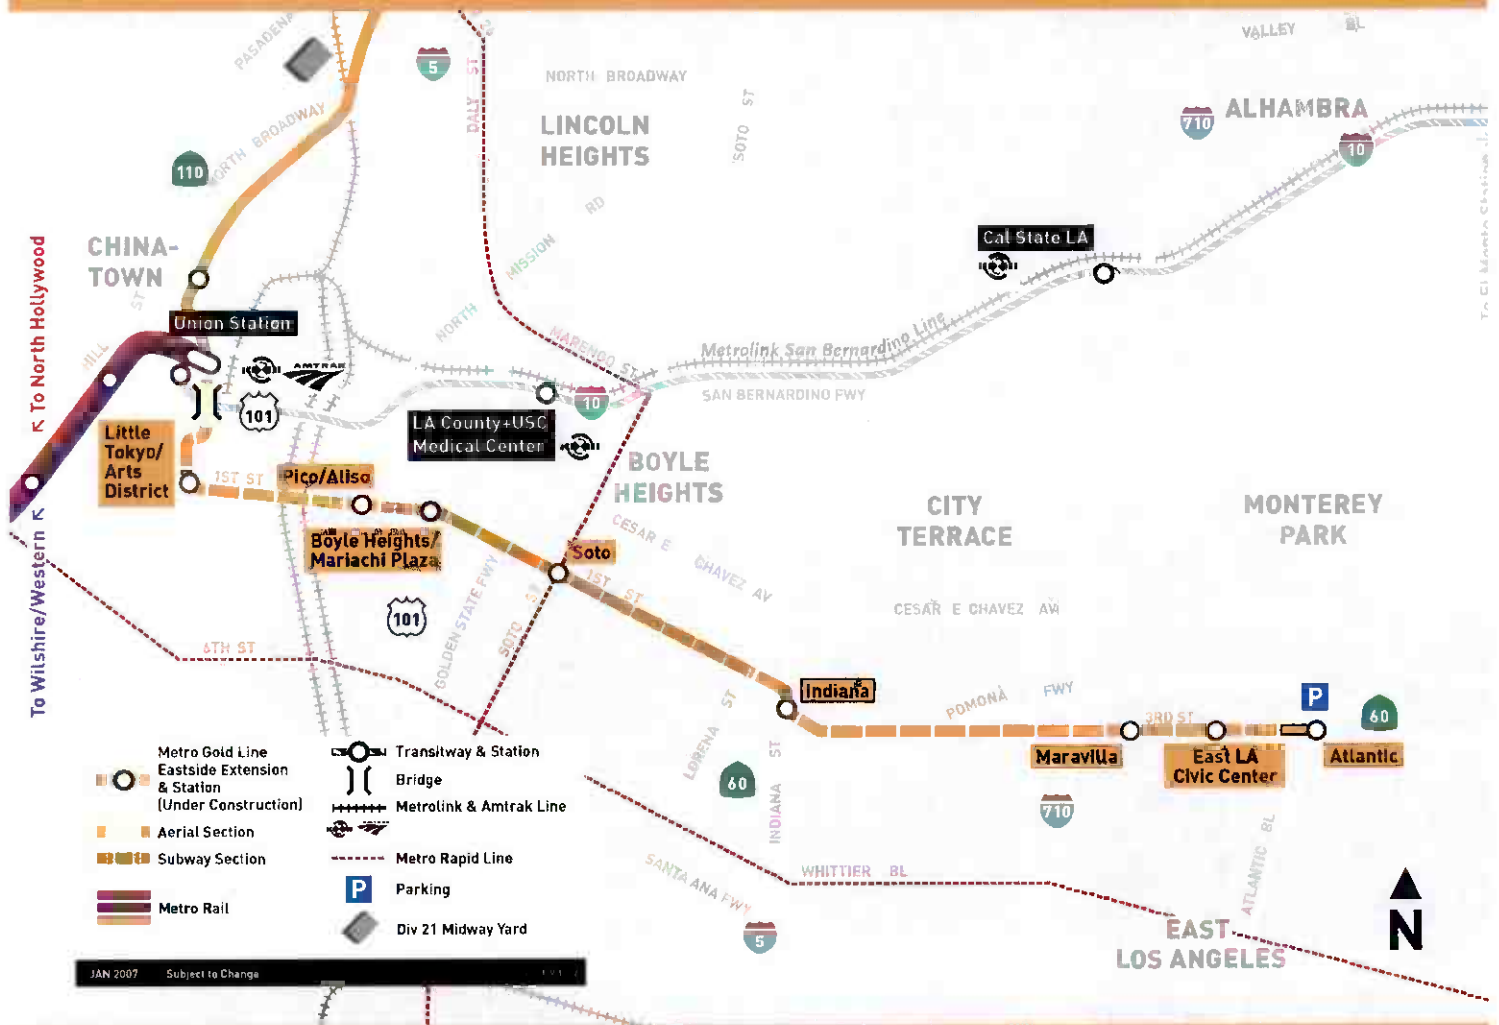 PASADENA
5
DALY ST
NORTH BROADWAY
SOTO ST
VALLEY BL
LINCOLN
HEIGHTS
710
ALHAMBRA
10
110
NORTH BROADWAY
RD
MISSION
NORTH
CHINA-
TOWN
HILL
ST
Cal State LA
Union Station
AMTRAK
101
MARENGO ST
Metrolink San Bernardino Line
SAN BERNARDINO FWY
10
To North Hollywood
To Wilshire/Western
Little
Tokyo/
Arts
District
1ST ST
Pico/Aliso
LA County+USC
Medical Center
BOYLE
HEIGHTS
Boyle Heights/
Mariachi Plaza
Soto
CESAR E CHAVEZ AV
CITY
TERRACE
MONTEREY
PARK
101
1ST ST
CESAR E CHAVEZ AV
6TH ST
GOLDEN STATE FWY
SOTO ST
Indiana
POMONA FWY
LORENA ST
INDIANA ST
60
Maravilla
3RD ST
East LA
Civic Center
P
60
Atlantic
710
ATLANTIC BL
WHITTIER BL
SANTA ANA FWY
5
EAST
LOS ANGELES
N
Metro Gold Line
Eastside Extension
& Station
(Under Construction)
Aerial Section
Subway Section
Metro Rail
Transitway & Station
Bridge
Metrolink & Amtrak Line
Metro Rapid Line
P Parking
Div 21 Midway Yard
JAN 2007 Subject to Change